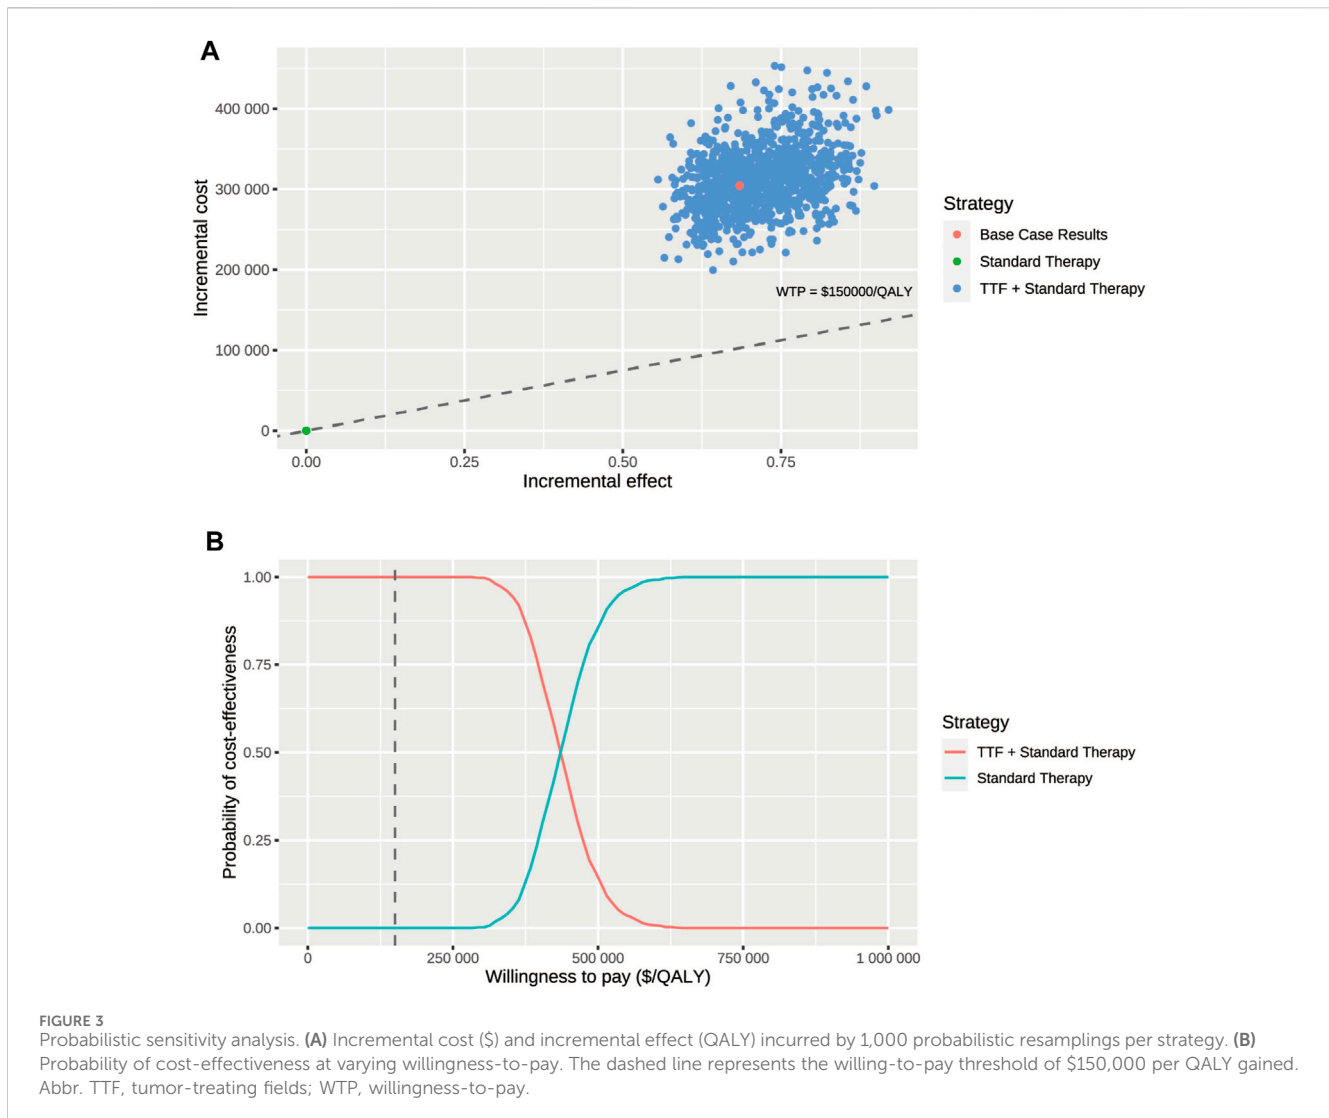 A
400 000
300 000
200 000
100 000
0
Incremental cost
WTP = $150000/QALY
0.00 0.25 0.50 0.75
Incremental effect
Strategy
Base Case Results
Standard Therapy
TTF + Standard Therapy
B
1.00
0.75
0.50
0.25
0.00
Probability of cost-effectiveness
0 250 000 500 000 750 000 1 000 000
Willingness to pay ($/QALY)
Strategy
TTF + Standard Therapy
Standard Therapy
FIGURE 3
Probabilistic sensitivity analysis. (A) Incremental cost ($) and incremental effect (QALY) incurred by 1,000 probabilistic resamplings per strategy. (B)
Probability of cost-effectiveness at varying willingness-to-pay. The dashed line represents the willing-to-pay threshold of $150,000 per QALY gained.
Abbr. TTF, tumor-treating fields; WTP, willingness-to-pay.